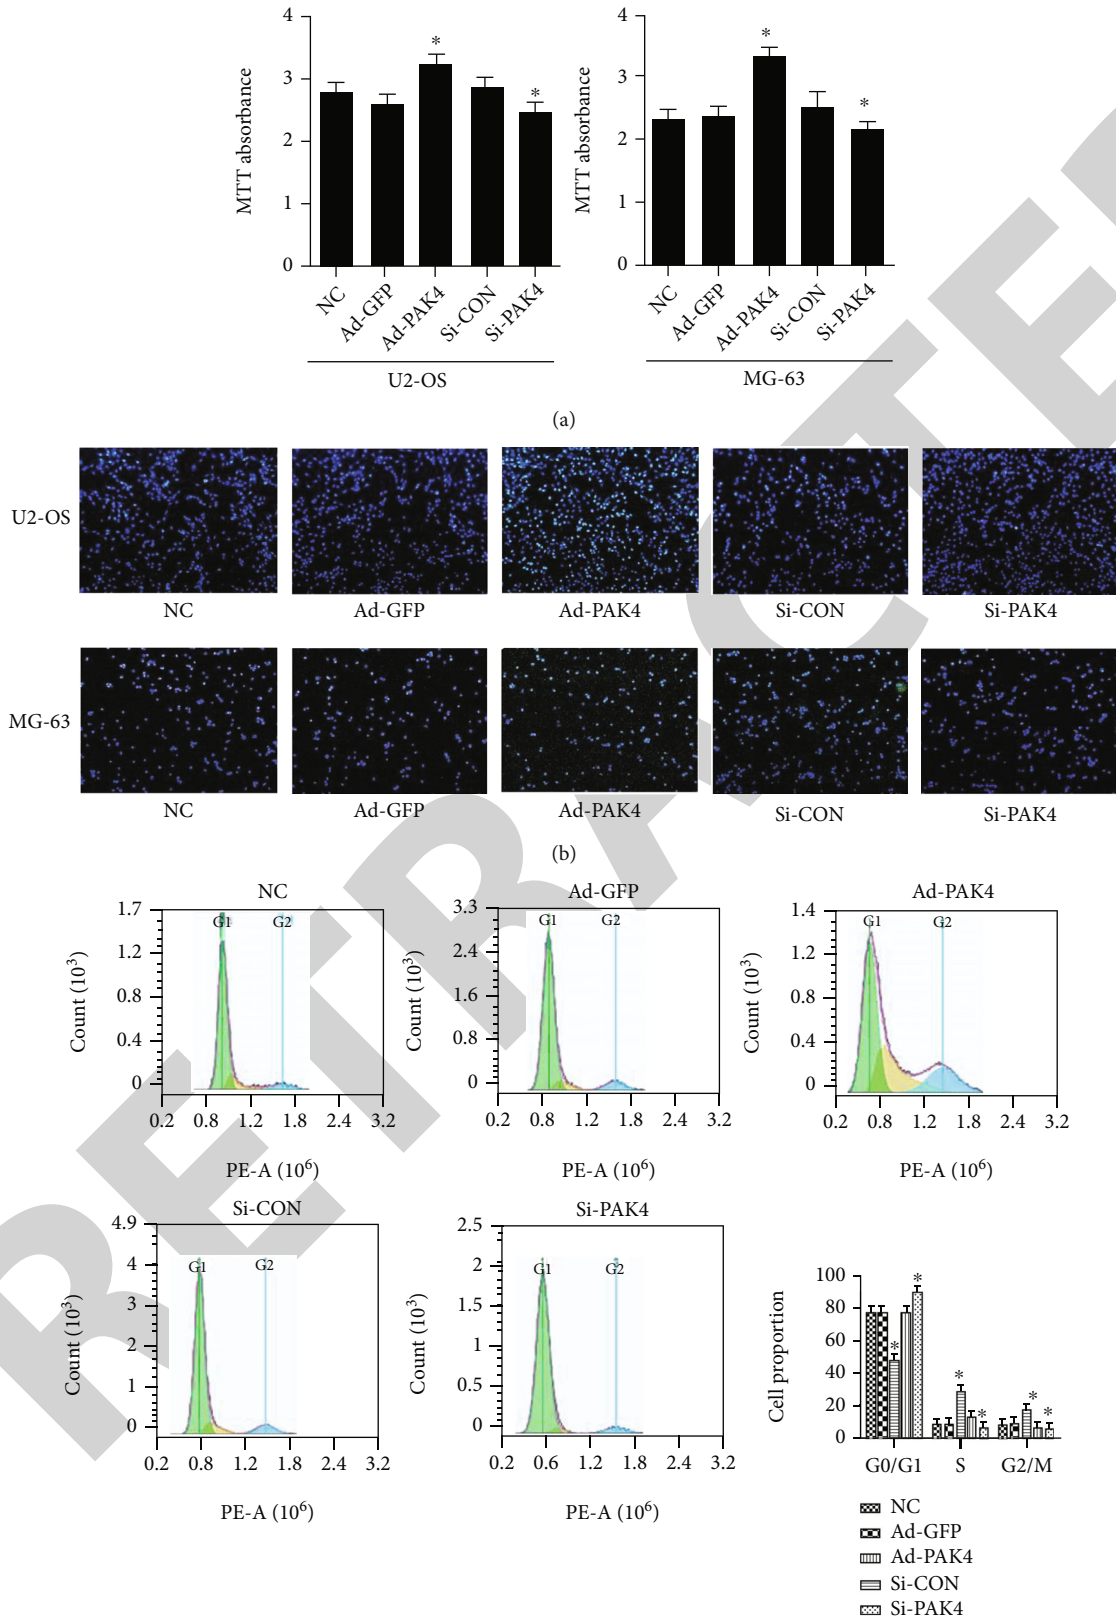 RETRACTED
4
3
2
1
0
MTT absorbance
*
*
NC
Ad-GFP
Ad-PAK4
Si-CON
Si-PAK4
U2-OS
4
3
2
1
0
MTT absorbance
*
*
NC
Ad-GFP
Ad-PAK4
Si-CON
Si-PAK4
MG-63
(a)
U2-OS
NC Ad-GFP Ad-PAK4 Si-CON Si-PAK4
MG-63
NC Ad-GFP Ad-PAK4 Si-CON Si-PAK4
(b)
NC
1.7
1.2
0.8
0.4
0
Count (10³)
G1 G2
0.2 0.8 1.2 1.8 2.4 3.2
PE-A (10⁶)
Ad-GFP
3.3
2.4
1.6
0.8
0
Count (10³)
G1 G2
0.2 0.6 1.2 1.8 2.4 3.2
PE-A (10⁶)
Ad-PAK4
1.4
1.2
0.8
0.4
0
Count (10³)
G1 G2
0.2 0.8 1.2 1.8 2.4 3.2
PE-A (10⁶)
Si-CON
4.9
4
3
2
1
0
Count (10³)
G1 G2
0.2 0.8 1.2 1.8 2.4 3.2
PE-A (10⁶)
Si-PAK4
2.5
2
1.5
1
0.5
0
Count (10³)
G1 G2
0.2 0.6 1.2 1.8 2.4 3.2
PE-A (10⁶)
100
80
60
40
20
0
Cell proportion
* * * * * *
G0/G1 S G2/M
NC
Ad-GFP
Ad-PAK4
Si-CON
Si-PAK4